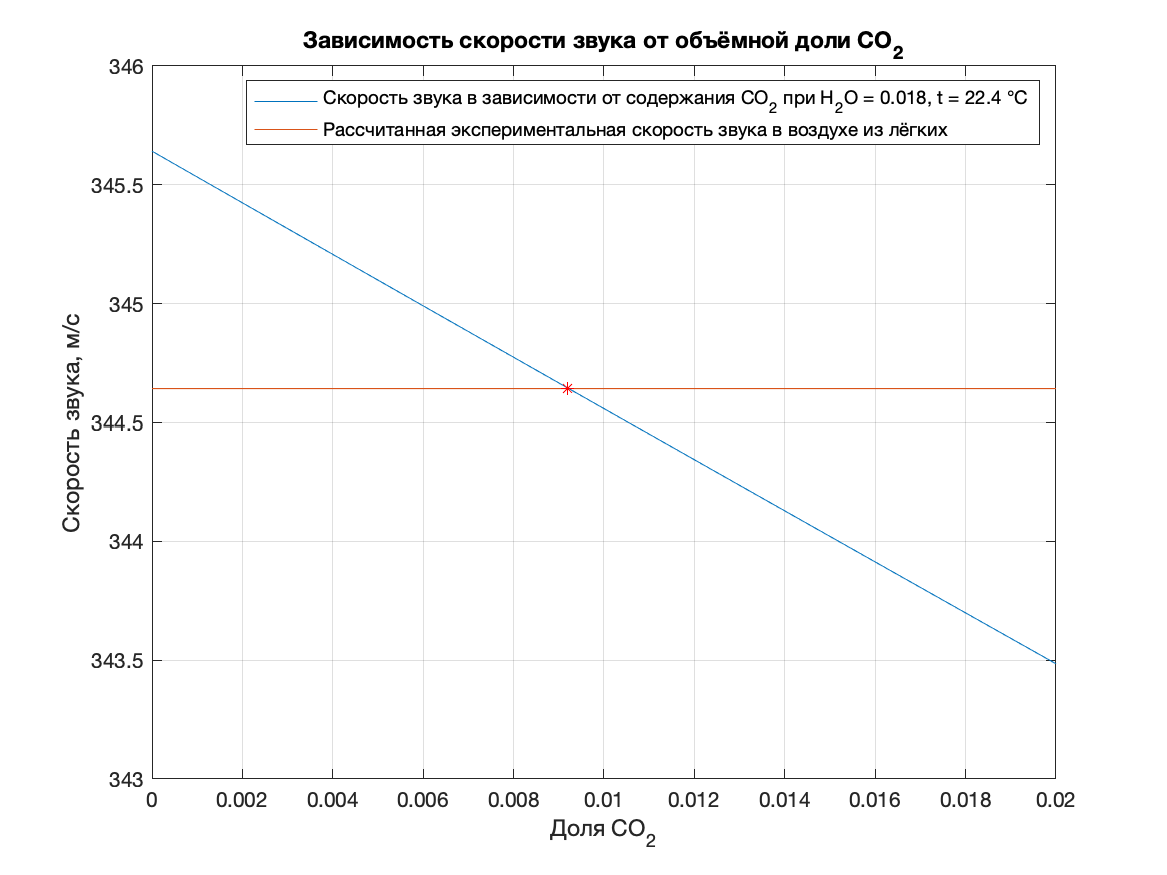 Зависимость скорости звука от объёмной доли CO2
Скорость звука в зависимости от содержания CO2 при H2O = 0.018, t = 22.4 °C
Рассчитанная экспериментальная скорость звука в воздухе из лёгких
346
345.5
345
344.5
344
343.5
343
Скорость звука, м/с
0 0.002 0.004 0.006 0.008 0.01 0.012 0.014 0.016 0.018 0.02
Доля CO2